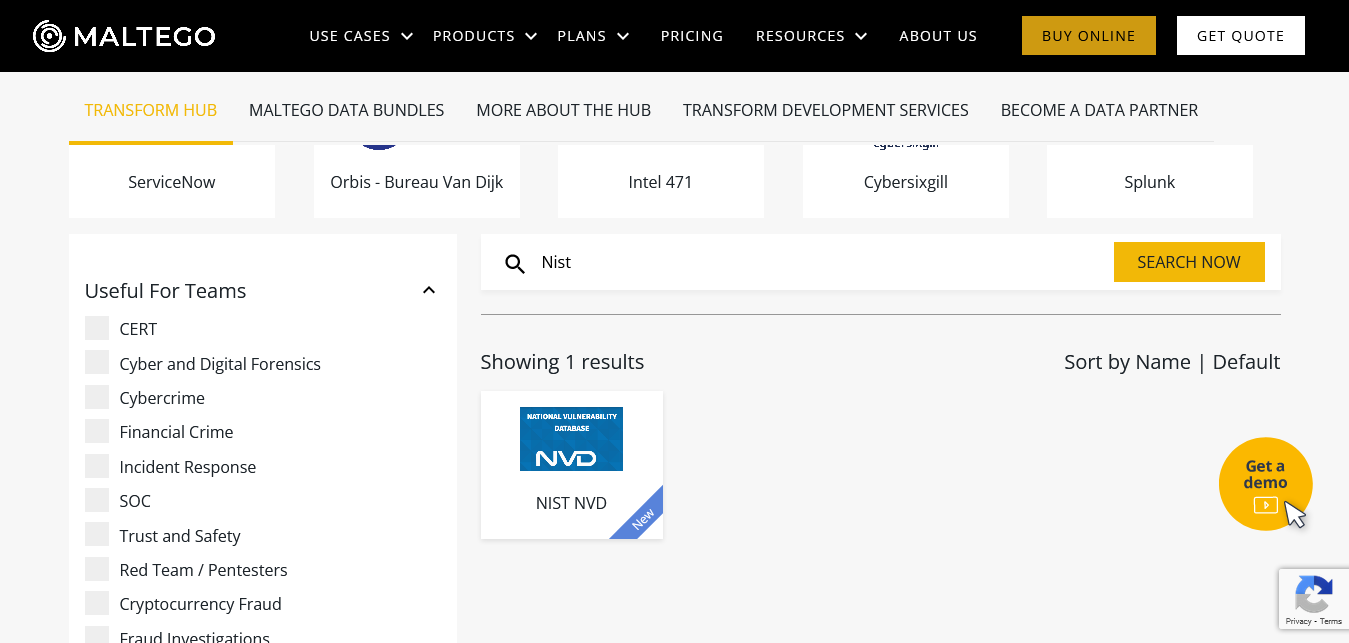 MALTEGO
USE CASES
PRODUCTS
PLANS
PRICING
RESOURCES
ABOUT US
BUY ONLINE
GET QUOTE
TRANSFORM HUB
MALTEGO DATA BUNDLES
MORE ABOUT THE HUB
TRANSFORM DEVELOPMENT SERVICES
BECOME A DATA PARTNER
ServiceNow
Orbis - Bureau Van Dijk
Intel 471
Cybersixgill
Splunk
Nist
SEARCH NOW
Useful For Teams
CERT
Cyber and Digital Forensics
Cybercrime
Financial Crime
Incident Response
SOC
Trust and Safety
Red Team / Pentesters
Cryptocurrency Fraud
Fraud Investigations
Showing 1 results
Sort by Name | Default
NATIONAL VULNERABILITY
DATABASE
NVD
NIST NVD
New
Get a
demo
Privacy - Terms